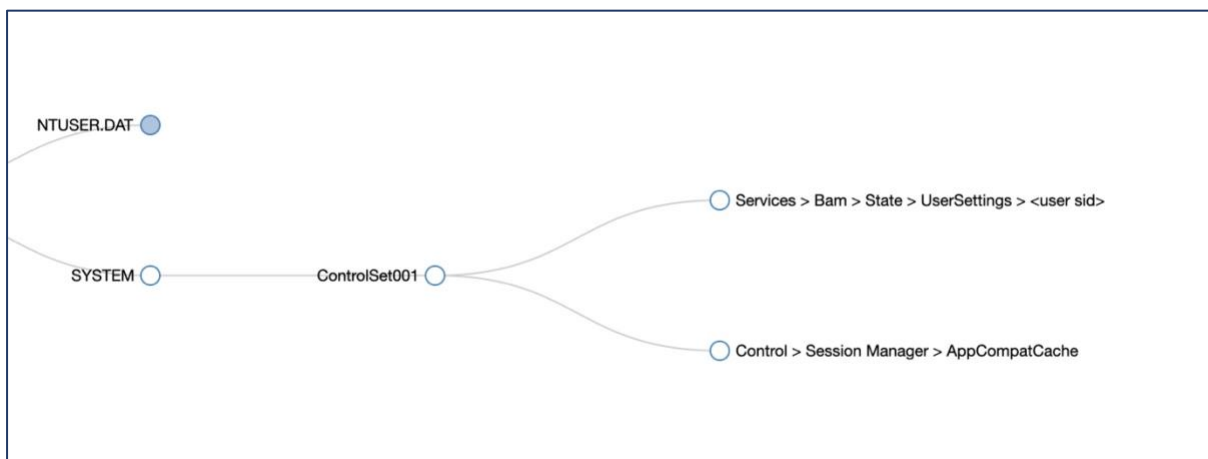 NTUSER.DAT
Services > Bam > State > UserSettings > <user sid>
SYSTEM
ControlSet001
Control > Session Manager > AppCompatCache